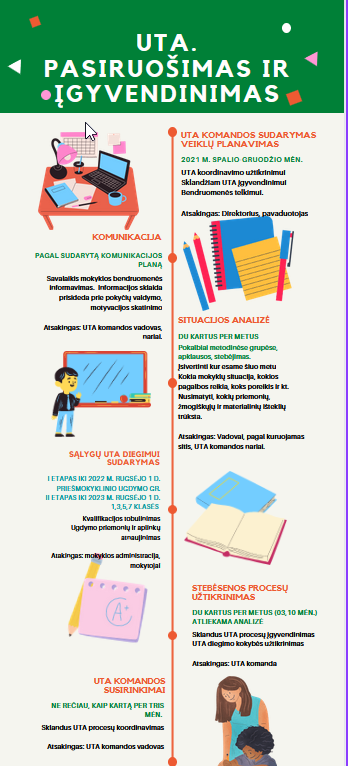 UTA.
PASIRUOŠIMAS IR
ĮGYVENDINIMAS
UTA KOMANDOS SUDARYMAS
VEIKLŲ PLANAVIMAS
2021 M. SPALIO GRUODŽIO MĖN.
UTA koordinavimo užtikrinimui
Sklandžiam UTA įgyvendinimui
Bendruomenės telkimui.
Atsakingas: Direktorius, pavaduotojas
KOMUNIKACIJA
PAGAL SUDARYTĄ KOMUNIKACIJOS
PLANĄ
Savalaikis mokyklos bendruomenės
informavimas. Informacijos sklaida
prisideda prie pokyčių valdymo,
motyvacijos skatinimo
Atsakingas: UTA komandos vadovas,
nariai.
SITUACIJOS ANALIZĖ
DU KARTUS PER METUS
Pokalbiai metodinėse grupėse,
apklausos, stebėjimas.
Įsivertinti kur esame šiuo metu
Kokia mokyklų situacija, kokios
pagalbos reikia, koks poreikis ir kt.
Nusimatyti, kokių priemonių,
žmogiškųjų ir materialinių išteklių
trūksta.
Atsakingas: Vadovai, pagal kuruojamas
sitis, UTA komandos nariai.
SĄLYGŲ UTA DIEGIMUI
SUDARYMAS
I ETAPAS IKI 2022 M. RUGSĖJO 1 D.
PRIEŠMOKYKLINIO UGDYMO GR.
II ETAPAS IKI 2023 M. RUGSĖJO 1 D.
1,3,5,7 KLASĖS
Kvalifikacijos tobulinimas
Ugdymo priemonių ir aplinkų
atnaujinimas
Atakingas: mokyklos administracija,
mokytojai
STEBĖSENOS PROCESŲ
UŽTIKRINIMAS
DU KARTUS PER METUS (03,10 MĖN.)
ATLIEKAMA ANALIZĖ
Sklandus UTA procesų įgyvendinimas
UTA diegimo kokybės užtikrinimas
Atsakingas: UTA komanda
UTA KOMANDOS
SUSIRINKIMAI
NE REČIAU, KAIP KARTĄ PER TRIS
MĖN.
Sklandus UTA procesų koordinavimas
Atsakingas: UTA komandos vadovas
A+